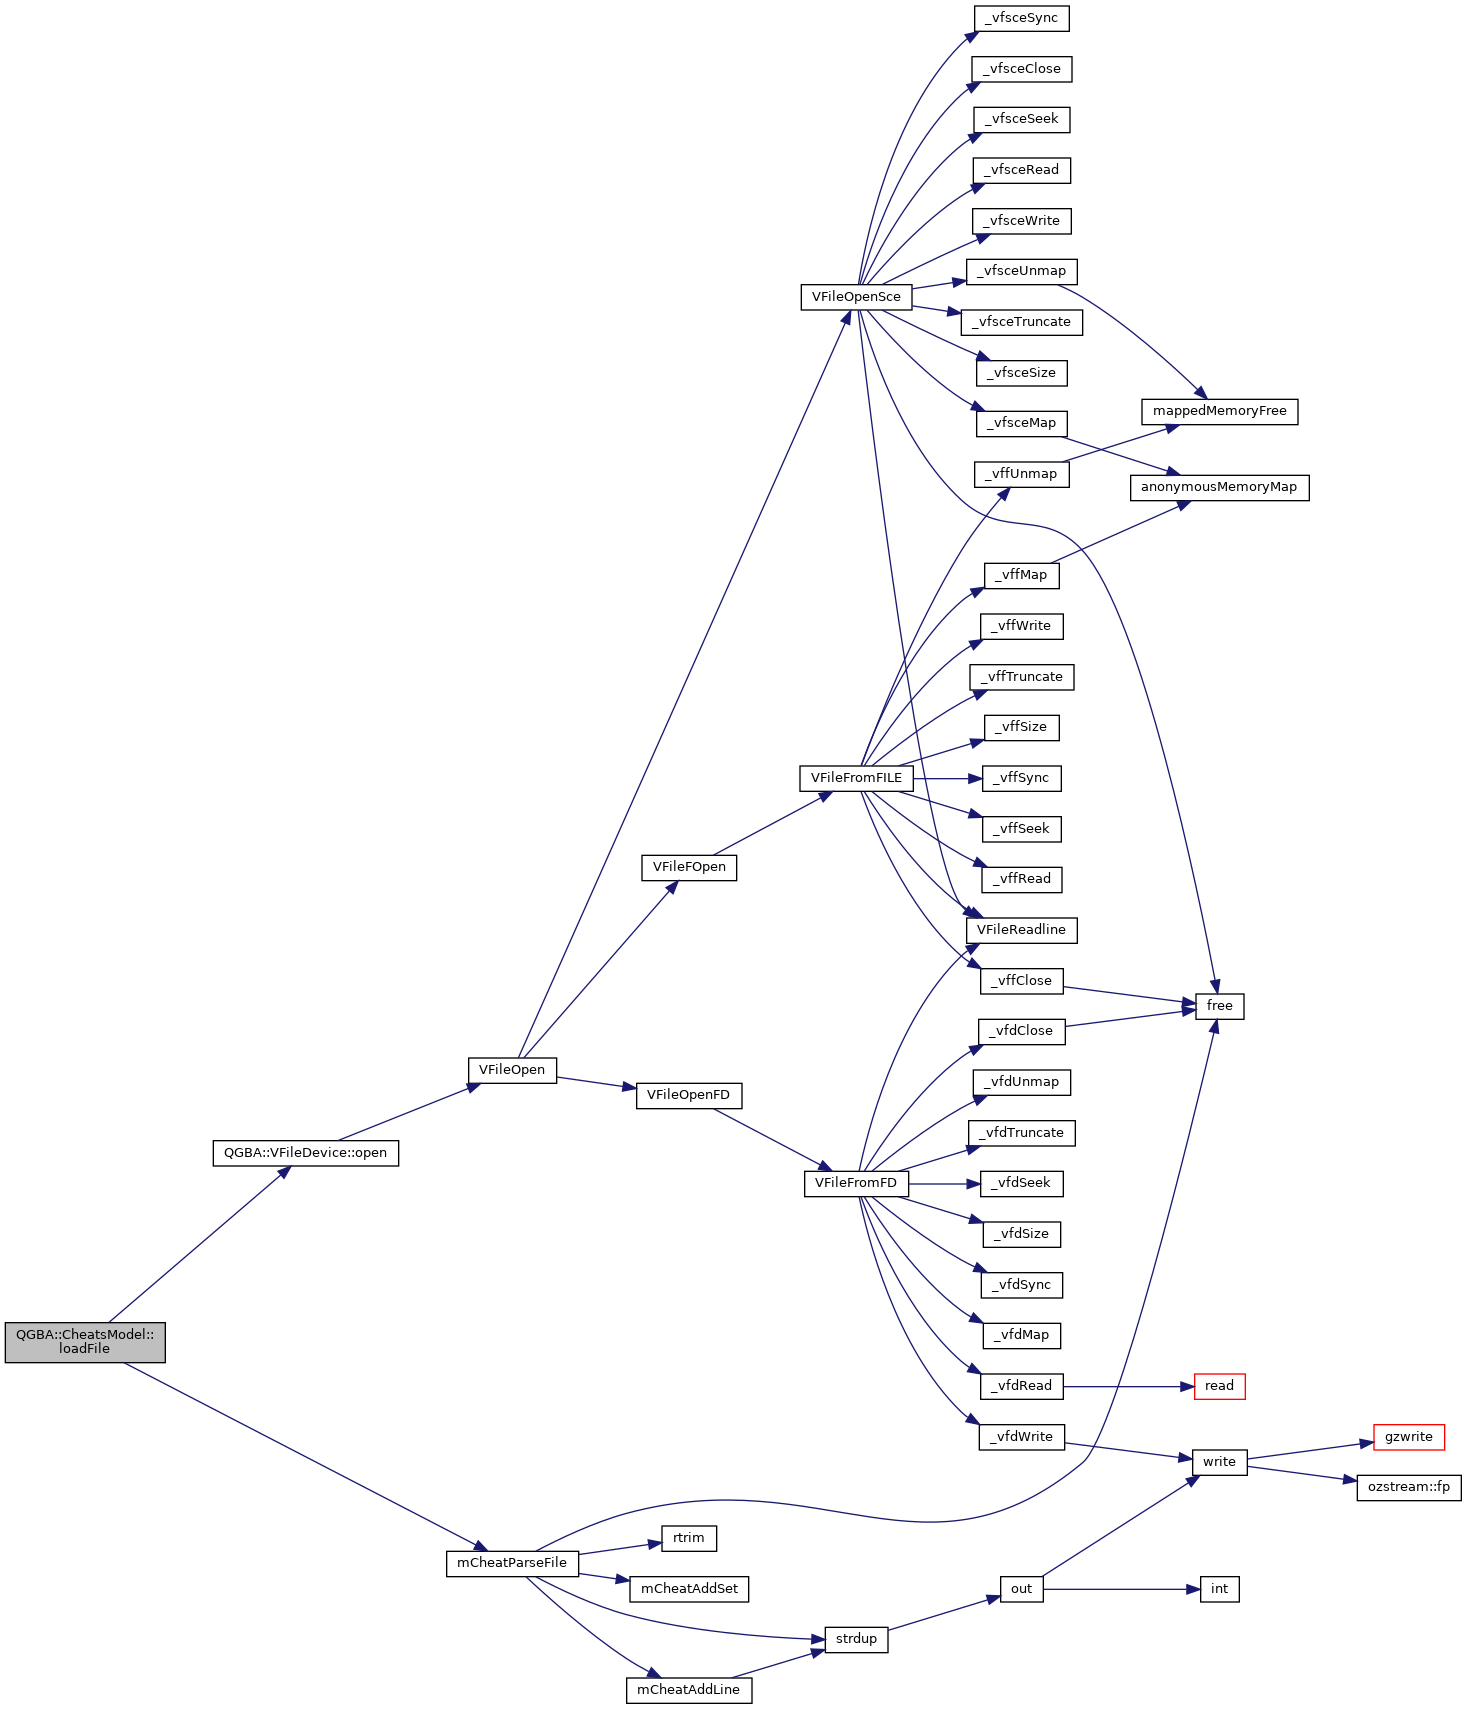 _vfsceSync
_vfsceClose
_vfsceSeek
_vfsceRead
_vfsceWrite
_vfsceUnmap
VFileOpenSce
_vfsceTruncate
_vfsceSize
mappedMemoryFree
_vfsceMap
_vffUnmap
anonymousMemoryMap
_vffMap
_vffWrite
_vffTruncate
_vffSize
VFileFromFILE
_vffSync
_vffSeek
VFileFOpen
_vffRead
VFileReadline
_vffClose
free
_vfdClose
VFileOpen
_vfdUnmap
VFileOpenFD
_vfdTruncate
QGBA::VFileDevice::open
VFileFromFD
_vfdSeek
_vfdSize
_vfdSync
QGBA::CheatsModel::
loadFile
_vfdMap
_vfdRead
read
_vfdWrite
gzwrite
write
ozstream::fp
rtrim
mCheatParseFile
mCheatAddSet
out
int
strdup
mCheatAddLine